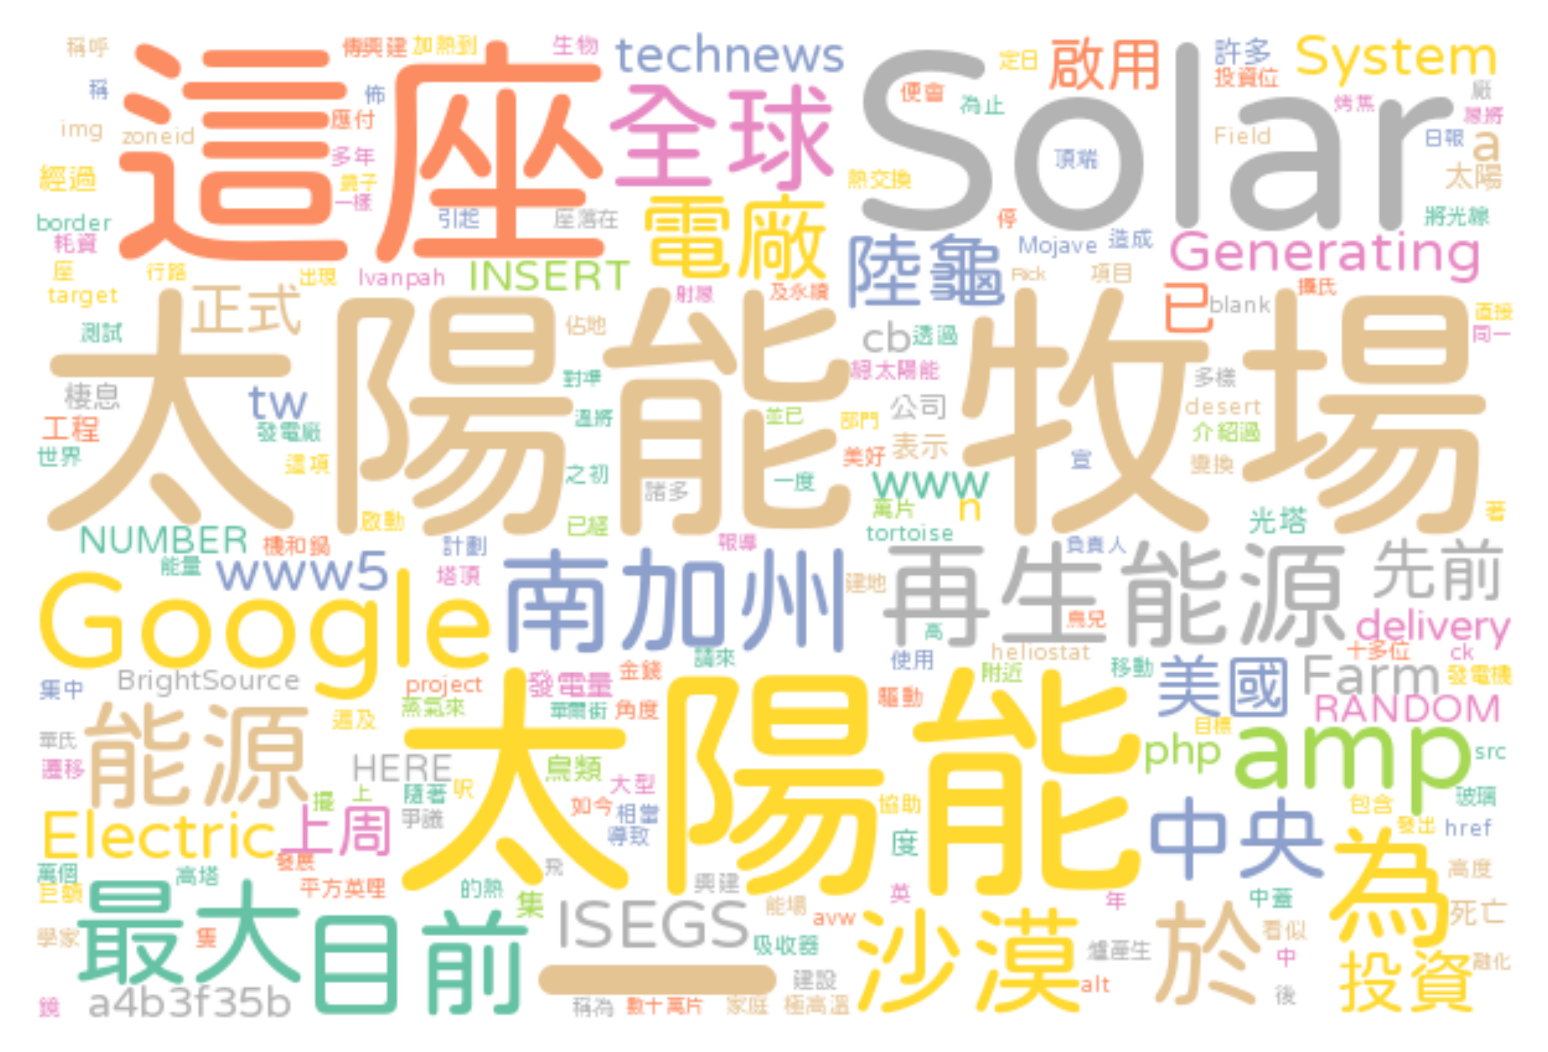 稱呼 傳興建 加熱到 生物 technews 定日 啟用 許多 System
稱 這座 佈 Solar 便會 為止 投資位 烤焦 廠
img zoneid 應付 全球 頂端 Field 日報 a
經過 多年 鏡子 一樣 熱交換 太陽
border 耗資 引起 座落在 電廠 停 將光線
座 行路 出現 Ivanpah INSERT 射線 及永續 陸龜 Mojave 造成 Generating
target 正式 佔地 Rick 項目 已 blank 攝氏 直接
測試 太陽能牧場 cb 透過 同一
棲息 tw 對準 太陽能 公司 多樣
工程 發電廠 溫將 並已 部門 表示 desert 介紹過
世界 這項 之初 諸多 一度 美好 www 宣 變換
NUMBER 機和鍋 啟動 計劃 已經 報導 萬片 n tortoise 光塔 著
能量 www5 塔頂 南加州 建地 負責人 再生能源 先前
Google 請來 高 鳥兒 delivery
集中 BrightSource project 發電量 金錢 使用 heliostat 附近 移動 十多位 ck
能源 遍及 蒸氣來 華爾街 角度 太陽能 驅動 美國 Farm 發電機
華氏 遷移 HERE 鳥類 目標 php RANDOM amp src
上 隨著 呎 大型 如今 相當 協助 玻璃
Electric 上周 爭議 導致 度 中央 包含 發出 href
萬個 高塔 發展 平方英哩 的熱 飛 興建 英 年 中蓋 為 高度
巨額 最大 目前 集 ISEGS 能場 avw 沙漠 於 看似 死亡
學家 隻 一 吸收器 爐產生 中 投資 融化
鏡 a4b3f35b 稱為 數十萬片 建設 家庭 極高溫 alt 後